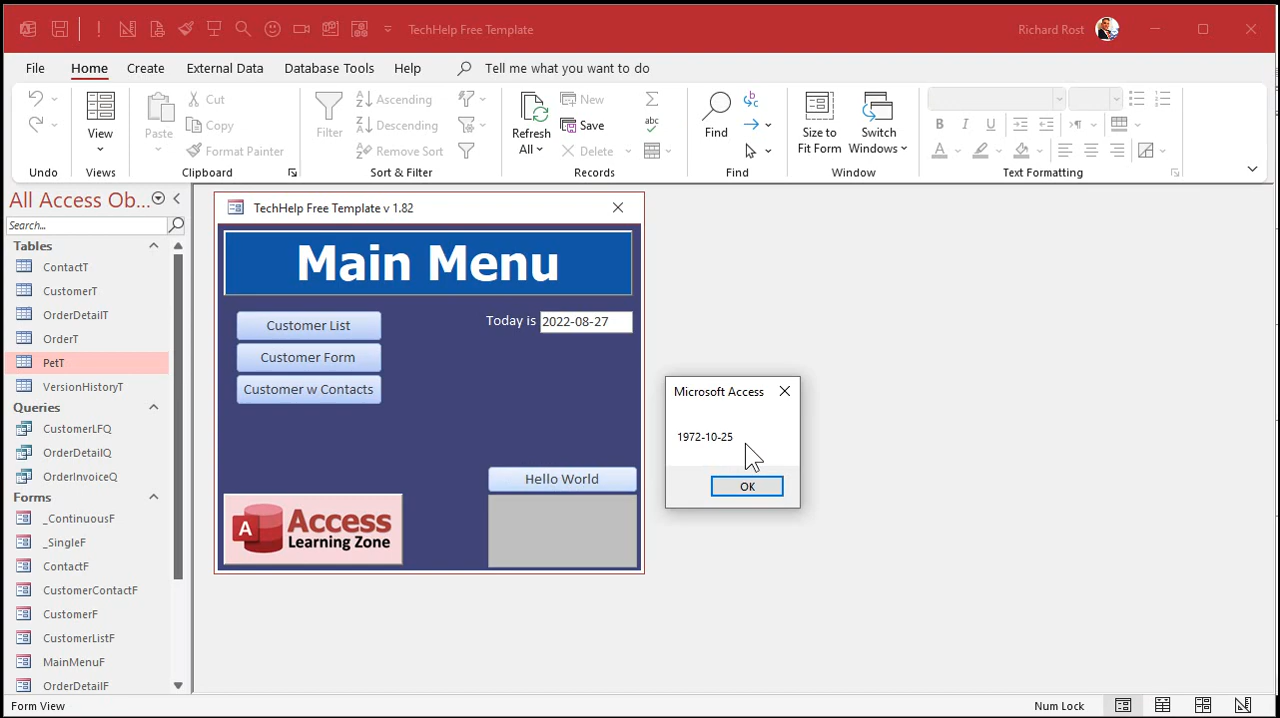 TechHelp Free Template
Richard Rost
File Home Create External Data Database Tools Help Tell me what you want to do
Undo
View
Views
Paste
Cut
Copy
Format Painter
Clipboard
Filter
Ascending
Descending
Remove Sort
Sort & Filter
Refresh
All
New
Save
Delete
Records
Find
Find
Size to
Fit Form
Switch
Windows
Window
B I U
A
Text Formatting
All Access Ob...
Search...
Tables
ContactT
CustomerT
OrderDetailT
OrderT
PetT
VersionHistoryT
Queries
CustomerLFQ
OrderDetailQ
OrderInvoiceQ
Forms
_ContinuousF
_SingleF
ContactF
CustomerContactF
CustomerF
CustomerListF
MainMenuF
OrderDetailF
TechHelp Free Template v 1.82
Main Menu
Customer List
Customer Form
Customer w Contacts
Today is 2022-08-27
Hello World
A Access
Learning Zone
Microsoft Access
1972-10-25
OK
Form View
Num Lock